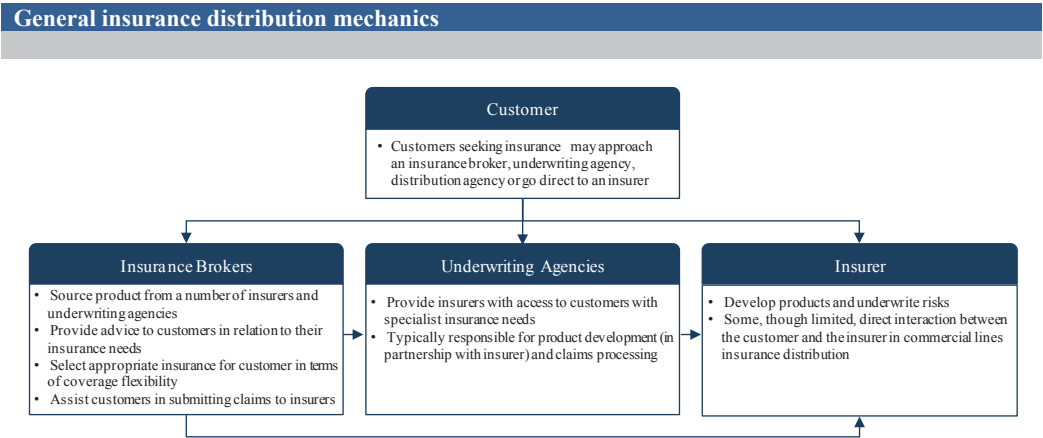 General insurance distribution mechanics
Customer
• Customers seeking insurance may approach
an insurance broker, underwriting agency,
distribution agency or go direct to an insurer
Insurance Brokers
• Source product from a number of insurers and
underwriting agencies
• Provide advice to customers in relation to their
insurance needs
• Select appropriate insurance for customer in terms
of coverage flexibility
• Assist customers in submitting claims to insurers
Underwriting Agencies
• Provide insurers with access to customers with
specialist insurance needs
• Typically responsible for product development (in
partnership with insurer) and claims processing
Insurer
• Develop products and underwrite risks
• Some, though limited, direct interaction between
the customer and the insurer in commercial lines
insurance distribution